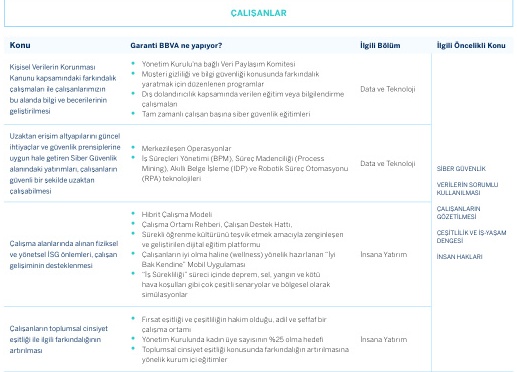 ÇALIŞANLAR
Konu
Garanti BBVA ne yapıyor?
İlgili Bölüm
İlgili Öncelikli Konu
Kişisel Verilerin Korunması
Kanunu kapsamındaki farkındalık
çalışmaları ile çalışanlarımızın
bu alanda bilgi ve becerilerinin
geliştirilmesi
Yönetim Kurulu'na bağlı Veri Paylaşım Komitesi
Müşteri gizliliği ve bilgi güvenliği konusunda farkındalık
yaratmak için düzenlenen programlar
Dış dolandırıcılık kapsamında verilen eğitim veya bilgilendirme
çalışmaları
Tam zamanlı çalışan başına siber güvenlik eğitimleri
Data ve Teknoloji
Uzaktan erişim altyapılarını güncel
ihtiyaçlar ve güvenlik prensiplerine
uygun hale getiren Siber Güvenlik
alanındaki yatırımları, çalışanların
güvenli bir şekilde uzaktan
çalışabilmesi
Merkezileşen Operasyonlar
İş Süreçleri Yönetimi (BPM), Süreç Madenciliği (Process
Mining), Akıllı Belge İşleme (IDP) ve Robotik Süreç Otomasyonu
(RPA) teknolojileri
Data ve Teknoloji
Çalışma alanlarında alınan fiziksel
ve yönetsel İSG önlemleri, çalışan
gelişiminin desteklenmesi
Hibrit Çalışma Modeli
Çalışma Ortamı Rehberi, Çalışan Destek Hattı,
Sürekli öğrenme kültürünü teşvik etmek amacıyla zenginleşen
ve geliştirilen dijital eğitim platformu
Çalışanların iyi olma haline (wellness) yönelik hazırlanan "İyi
Bak Kendine" Mobil Uygulaması
"İş Sürekliliği" süreci içinde deprem, sel, yangın ve kötü
hava koşulları gibi çok çeşitli senaryolar ve bölgesel olarak
simülasyonlar
İnsana Yatırım
Çalışanların toplumsal cinsiyet
eşitliği ile ilgili farkındalığının
artırılması
Fırsat eşitliği ve çeşitliliğin hakim olduğu, adil ve şeffaf bir
çalışma ortamı
Yönetim Kurulunda kadın üye sayısının %25 olma hedefi
Toplumsal cinsiyet eşitliği konusunda farkındalığın artırılmasına
yönelik kurum içi eğitimler
İnsana Yatırım
SİBER GÜVENLİK
VERİLERİN SORUMLU
KULLANILMASI
ÇALIŞANLARIN
GÖZETİLMESİ
ÇEŞİTLİLİK VE İŞ-YAŞAM
DENGESİ
İNSAN HAKLARI